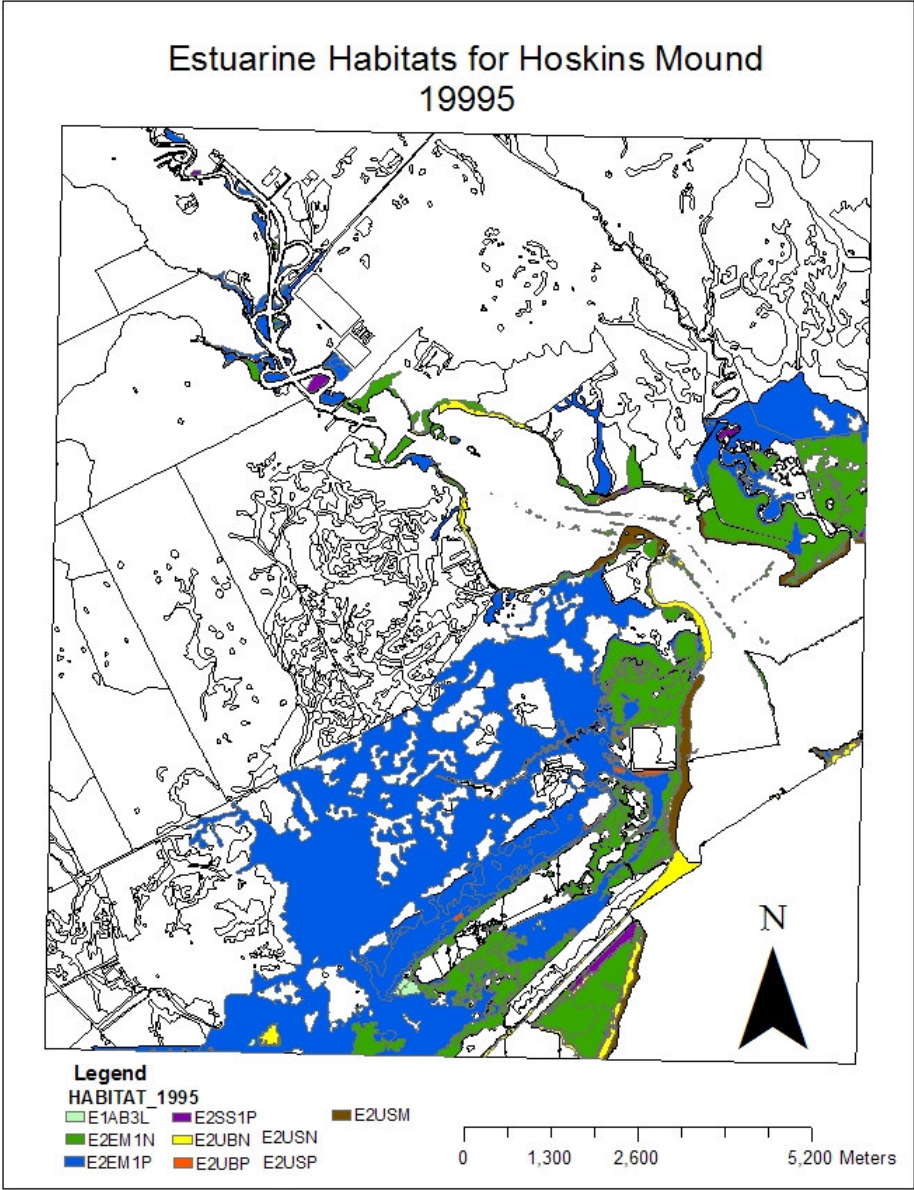 Estuarine Habitats for Hoskins Mound
19995
N
Legend
HABITAT_1995
E1AB3L E2SS1P E2USM
E2EM1N E2UBN E2USN
E2EM1P E2UBP E2USP
0 1,300 2,600 5,200 Meters